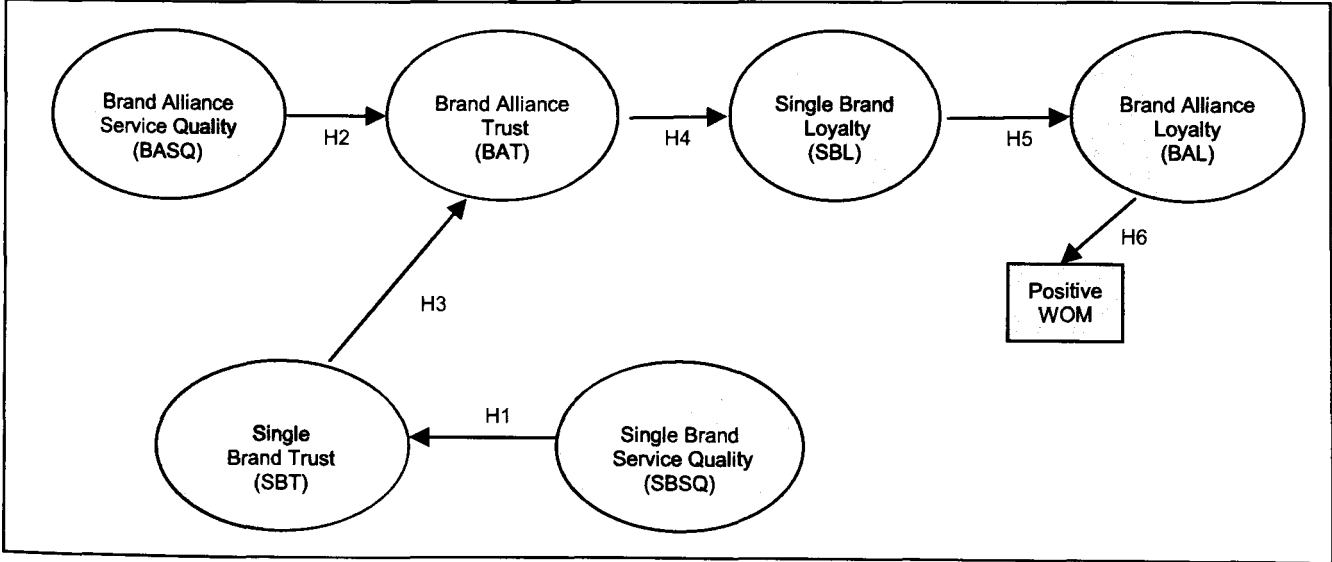 Brand Alliance
Service Quality
(BASQ)
H2
Brand Alliance
Trust
(BAT)
H4
Single Brand
Loyalty
(SBL)
H5
Brand Alliance
Loyalty
(BAL)
H6
Positive
WOM
H3
Single
Brand Trust
(SBT)
H1
Single Brand
Service Quality
(SBSQ)